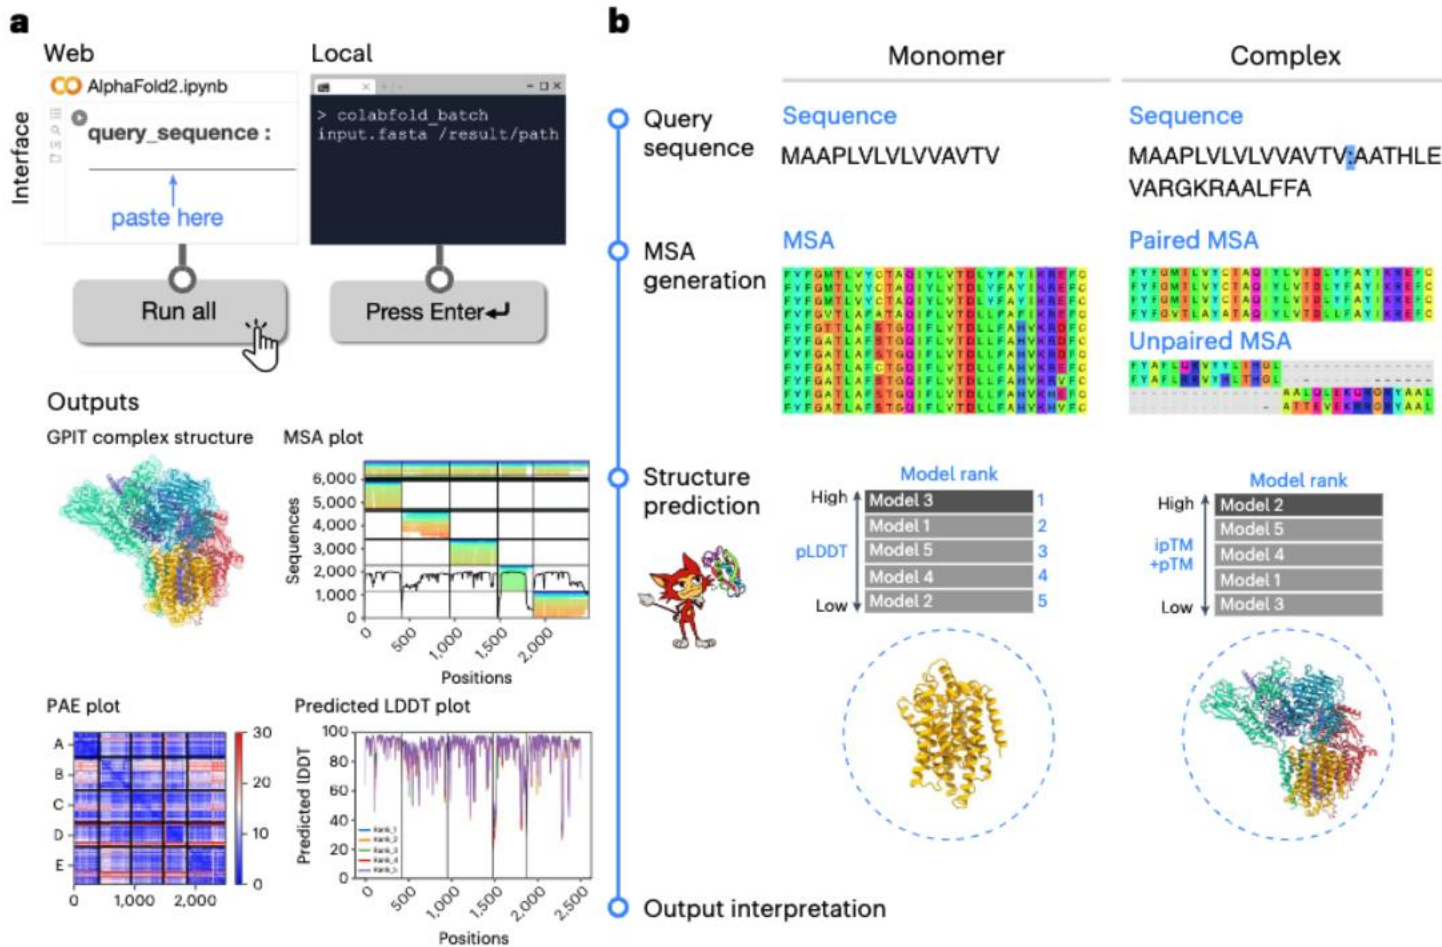 a
Web
Local
Interface
AlphaFold2.ipynb
query_sequence :
paste here
> colabfold_batch
input.fasta /result/path
Run all
Press Enter
Outputs
GPIT complex structure
MSA plot
Sequences
6,000
5,000
4,000
3,000
2,000
1,000
0
0 500 1,000 1,500 2,000
Positions
PAE plot
A
B
C
D
E
30
20
10
0
0 1,000 2,000
Predicted LDDT plot
Predicted lDDT
100
80
60
40
20
0
Rank_1
Rank_2
Rank_3
Rank_4
Rank_5
0 500 1,000 1,500 2,000 2,500
Positions
b
Monomer
Complex
Query
sequence
Sequence
MAAPLVLVLVVAVTV
Sequence
MAAPLVLVLVVAVTV:AATHLE
VARGKRAALFFA
MSA
generation
MSA
Paired MSA
Unpaired MSA
Structure
prediction
Model rank
High
pLDDT
Low
Model 3 1
Model 1 2
Model 5 3
Model 4 4
Model 2 5
Model rank
High
ipTM
+pTM
Low
Model 2
Model 5
Model 4
Model 1
Model 3
Output interpretation